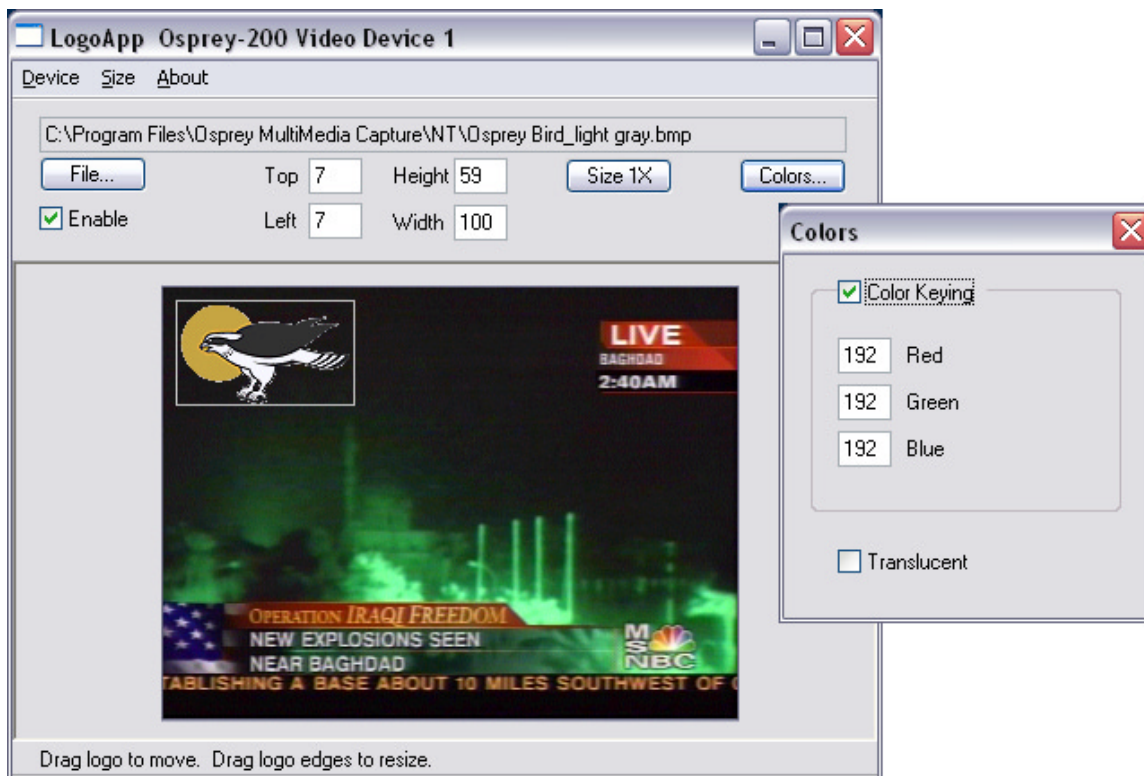 LogoApp Osprey-200 Video Device 1
Device Size About
C:\Program Files\Osprey MultiMedia Capture\NT\Osprey Bird_light gray.bmp
File... Top 7 Height 59 Size 1X Colors...
Enable Left 7 Width 100
Colors
Color Keying
192 Red
192 Green
192 Blue
Translucent
LIVE
BAGHDAD
2:40AM
OPERATION IRAQI FREEDOM
NEW EXPLOSIONS SEEN
NEAR BAGHDAD
MSNBC
TABLISHING A BASE ABOUT 10 MILES SOUTHWEST OF
Drag logo to move. Drag logo edges to resize.